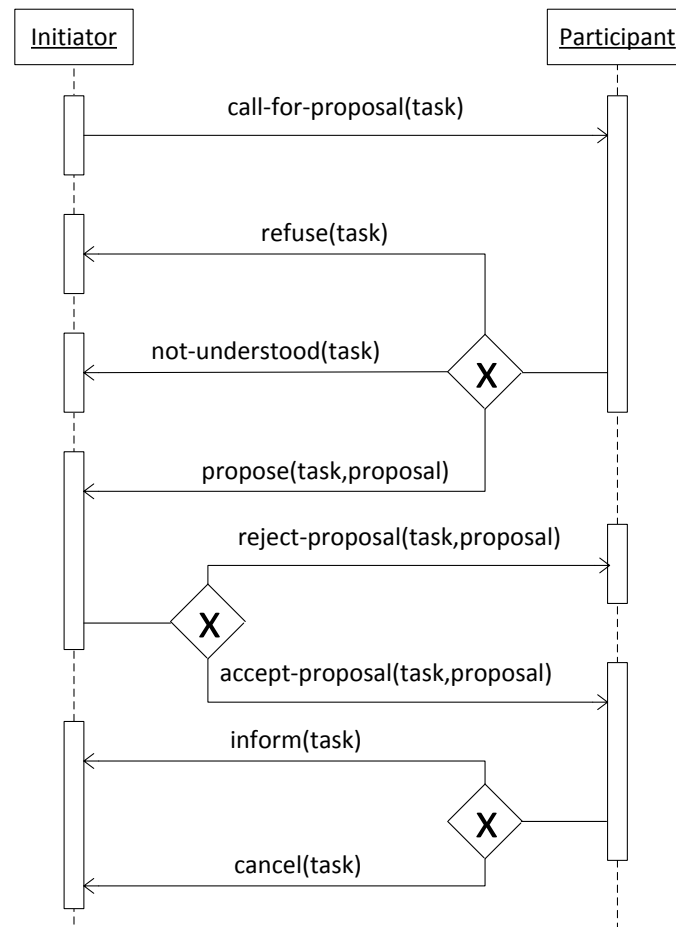 Initiator
Participant
call-for-proposal(task)
refuse(task)
not-understood(task)
X
propose(task,proposal)
reject-proposal(task,proposal)
X
accept-proposal(task,proposal)
inform(task)
X
cancel(task)